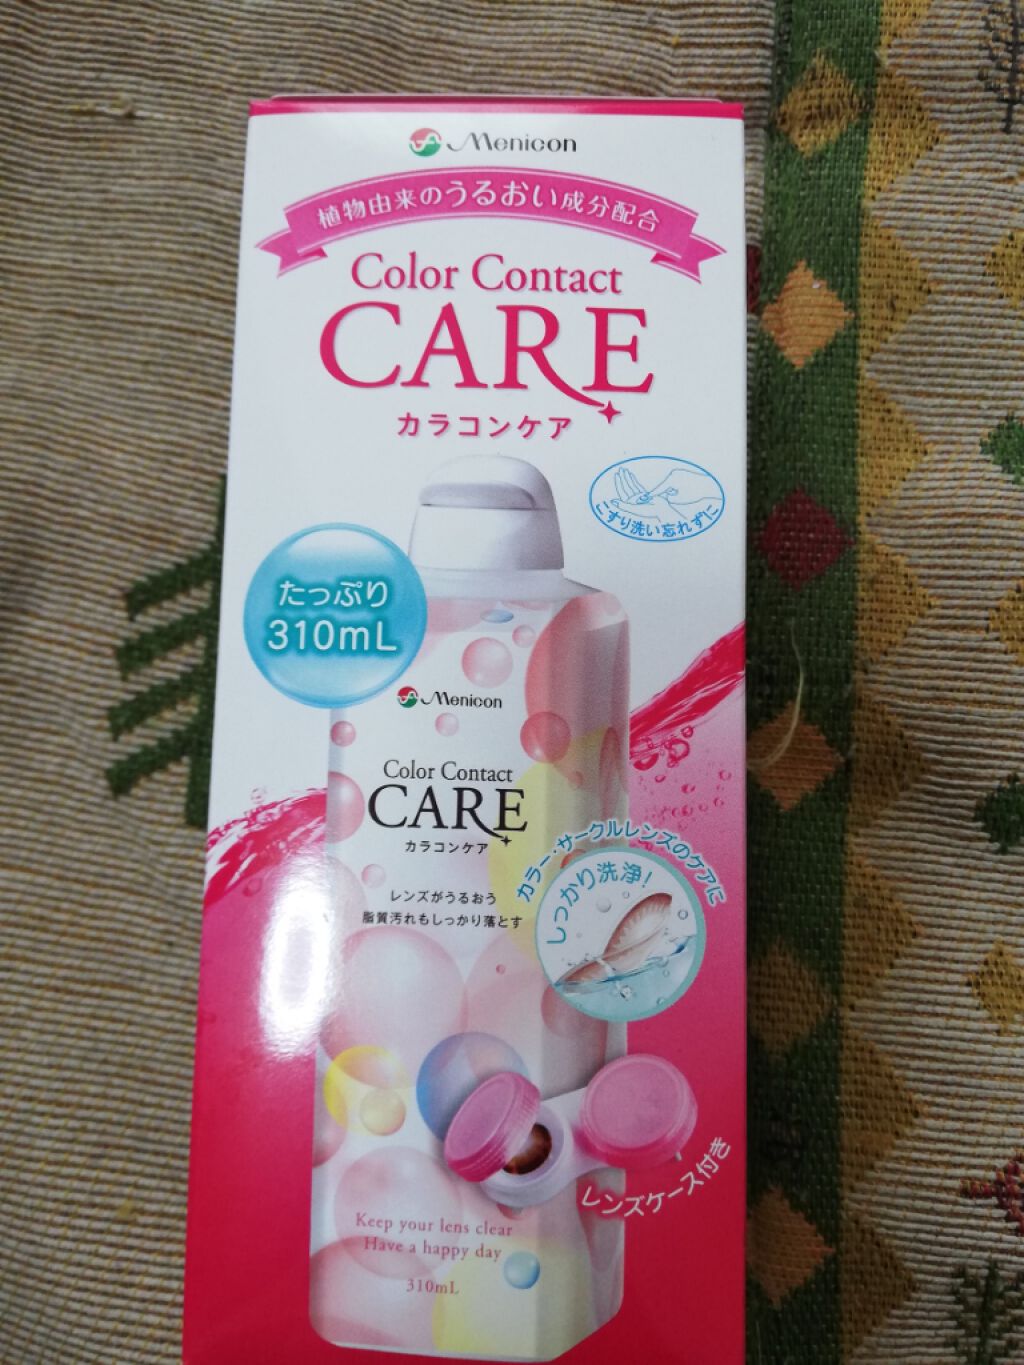 Menicon
植物由来のうるおい成分配合
Color Contact
CARE
カラコンケア
こすり洗い忘れずに
たっぷり
310mL
Menicon
Color Contact
CARE
カラコンケア
レンズがうるおう
脂質汚れもしっかり落とす
カラー・サークルレンズのケアに
しっかり洗浄!
レンズケース付き
Keep your lens clear
Have a happy day
310mL